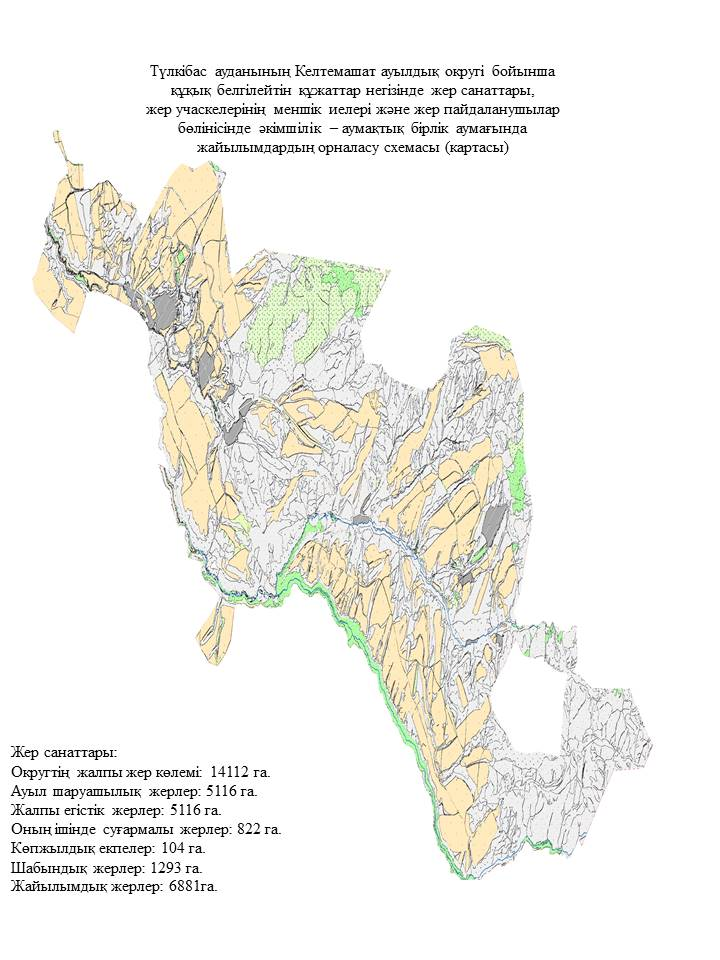 Түлкібас ауданының Келтемашат ауылдық округі бойынша
құқық белгілейтін құжаттар негізінде жер санаттары,
жер учаскелерінің меншік иелері және жер пайдаланушылар
бөлінісінде әкімшілік – аумақтық бірлік аумағында
жайылымдардың орналасу схемасы (картасы)
Жер санаттары:
Округтің жалпы жер көлемі: 14112 га.
Ауыл шаруашылық жерлер: 5116 га.
Жалпы егістік жерлер: 5116 га.
Оның ішінде суғармалы жерлер: 822 га.
Көпжылдық екпелер: 104 га.
Шабындық жерлер: 1293 га.
Жайылымдық жерлер: 6881га.